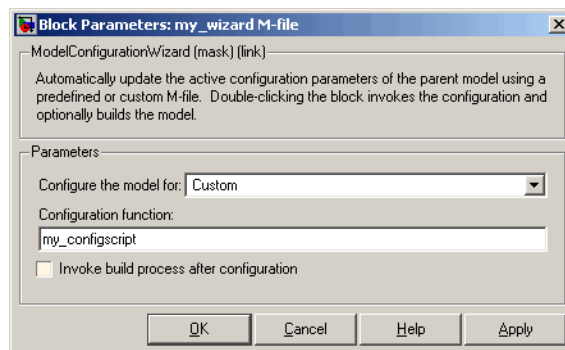 Block Parameters: my_wizard M-file
ModelConfigurationWizard (mask) (link)
Automatically update the active configuration parameters of the parent model using a
predefined or custom M-file.  Double-clicking the block invokes the configuration and
optionally builds the model.
Parameters
Configure the model for: Custom
Configuration function:
my_configscript
Invoke build process after configuration
OK Cancel Help Apply